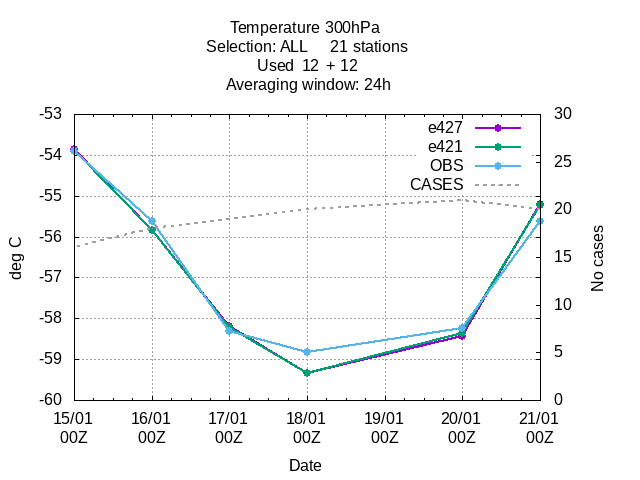 Temperature 300hPa
Selection: ALL     21 stations
Used  12  + 12
Averaging window: 24h
-53
-54
-55
-56
-57
-58
-59
-60
30
25
20
15
10
5
0
e427
e421
OBS
CASES
deg C
No cases
15/01 16/01 17/01 18/01 19/01 20/01 21/01
00Z 00Z 00Z 00Z 00Z 00Z 00Z
Date